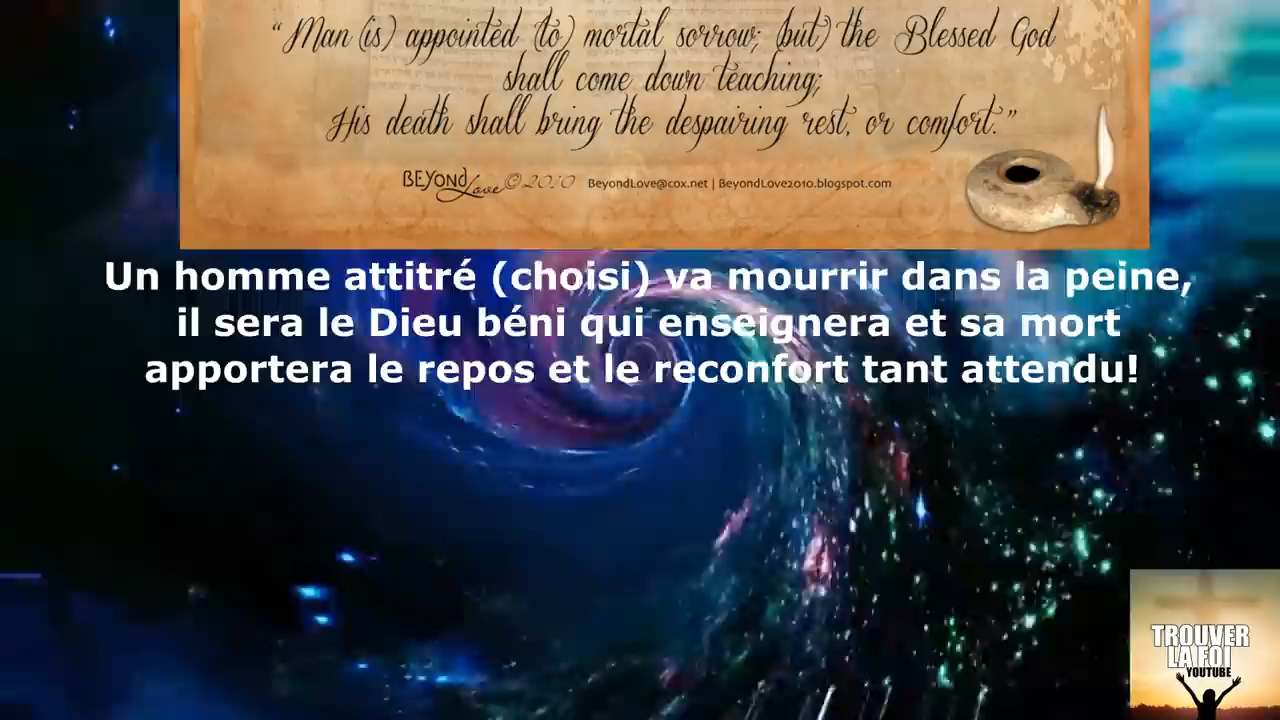 “Man (is) appointed (to) mortal sorrow; (but) the Blessed God
shall come down teaching;
His death shall bring the despairing rest, or comfort.”
BEYOND Love © 2010 BeyondLove@cox.net | BeyondLove2010.blogspot.com
Un homme attitré (choisi) va mourrir dans la peine,
il sera le Dieu béni qui enseignera et sa mort
apportera le repos et le reconfort tant attendu!
TROUVER
LA FOI
YOUTUBE